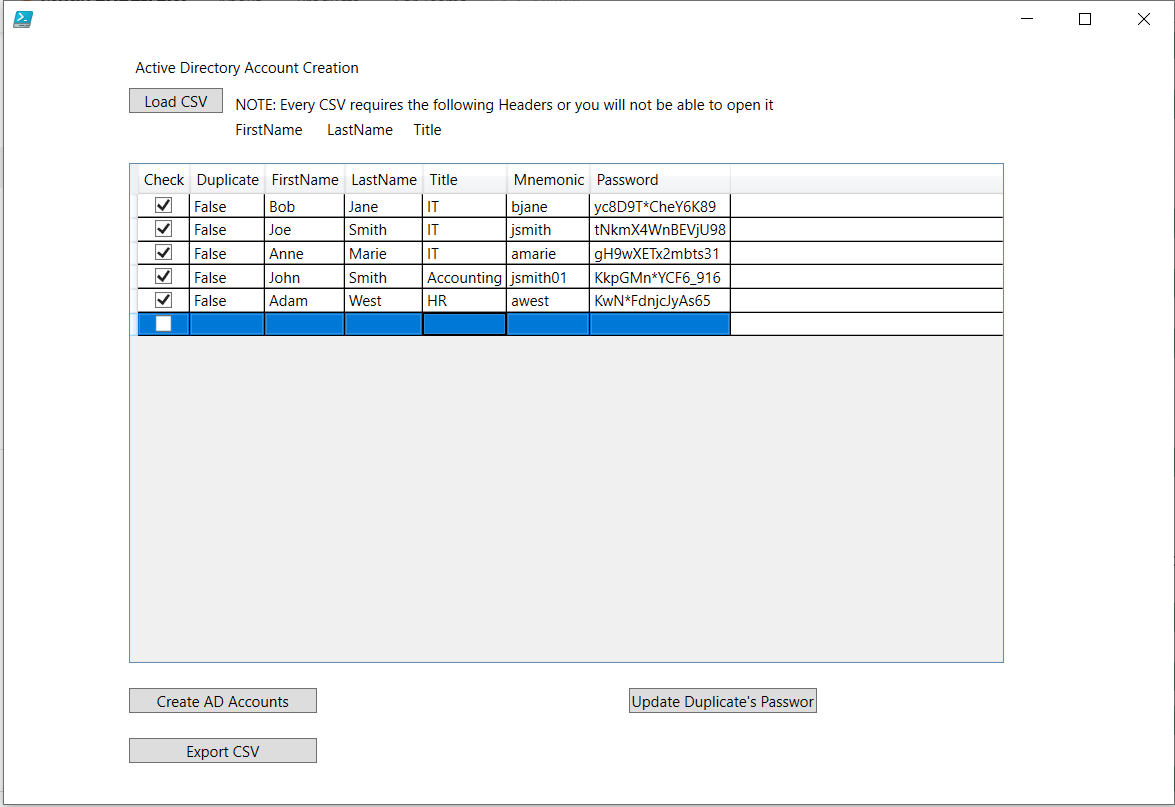 Active Directory Account Creation
Load CSV
NOTE: Every CSV requires the following Headers or you will not be able to open it
FirstName LastName Title
Check Duplicate FirstName LastName Title Mnemonic Password
False Bob Jane IT bjane yc8D9T*CheY6K89
False Joe Smith IT jsmith tNkmX4WnBEVjU98
False Anne Marie IT amarie gH9wXETx2mbts31
False John Smith Accounting jsmith01 KkpGMn*YCF6_916
False Adam West HR awest KwN*FdnjcJyAs65
Create AD Accounts Update Duplicate's Passwor
Export CSV